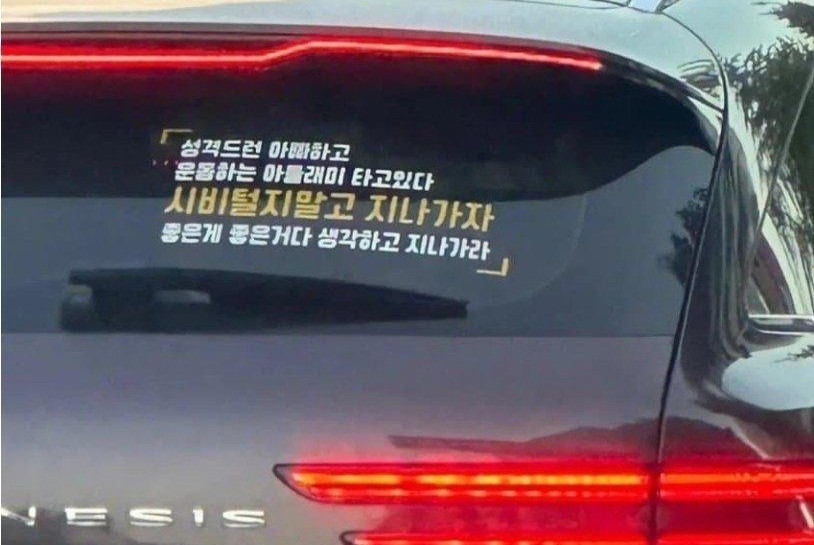 성격드런 아빠하고
운동하는 아들래미 타고있다
시비털지말고 지나가자
좋은게 좋은거다 생각하고 지나가라
NESIS